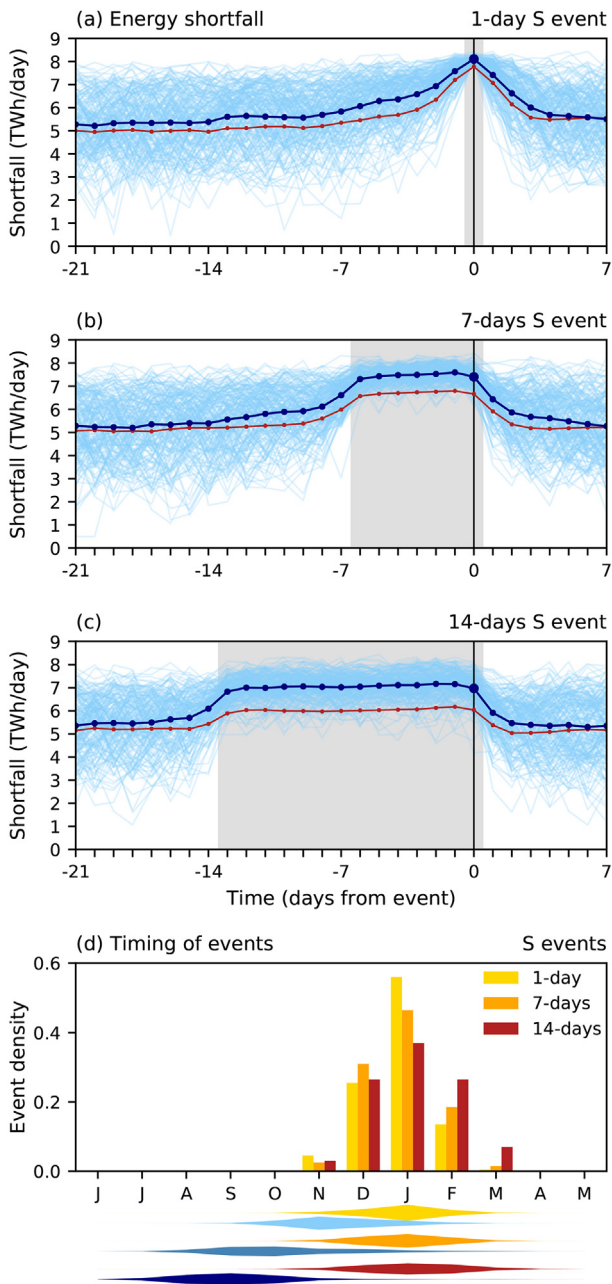 (a) Energy shortfall 1-day S event
Shortfall (TWh/day)
9
8
7
6
5
4
3
2
1
0
-21 -14 -7 0 7
(b) 7-days S event
Shortfall (TWh/day)
9
8
7
6
5
4
3
2
1
0
-21 -14 -7 0 7
(c) 14-days S event
Shortfall (TWh/day)
9
8
7
6
5
4
3
2
1
0
-21 -14 -7 0 7
Time (days from event)
(d) Timing of events S events
Event density
0.6
0.4
0.2
0.0
1-day
7-days
14-days
J J A S O N D J F M A M